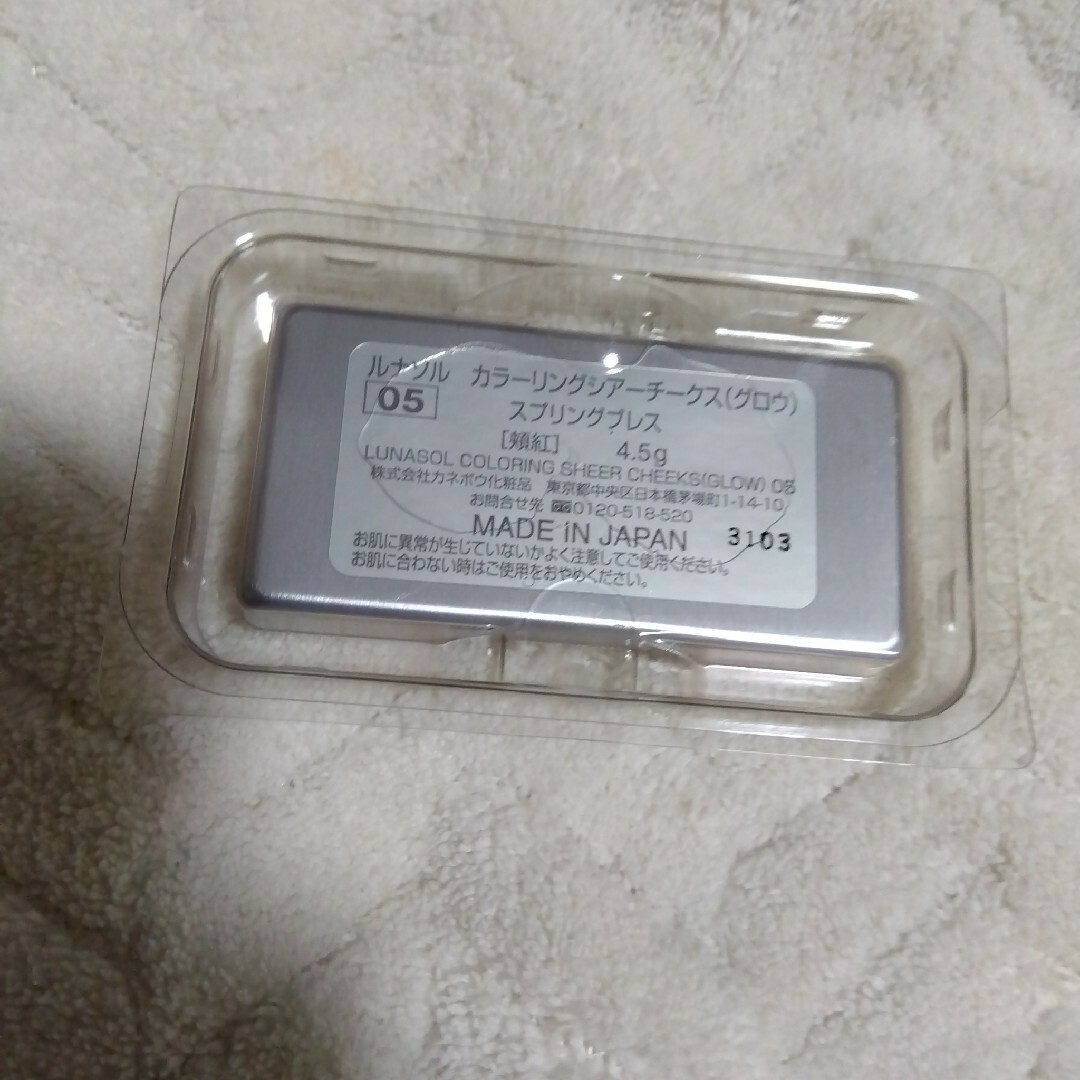 ルナソル カラーリングシアーチークス(グロウ)
05 スプリングブレス
[頬紅] 4.5g
LUNASOL COLORING SHEER CHEEKS(GLOW) 05
株式会社カネボウ化粧品 東京都中央区日本橋茅場町1-14-10
お問合せ先 0120-518-520
MADE IN JAPAN 3103
お肌に異常が生じていないかよく注意してご使用ください。
お肌に合わない時はご使用をおやめください。